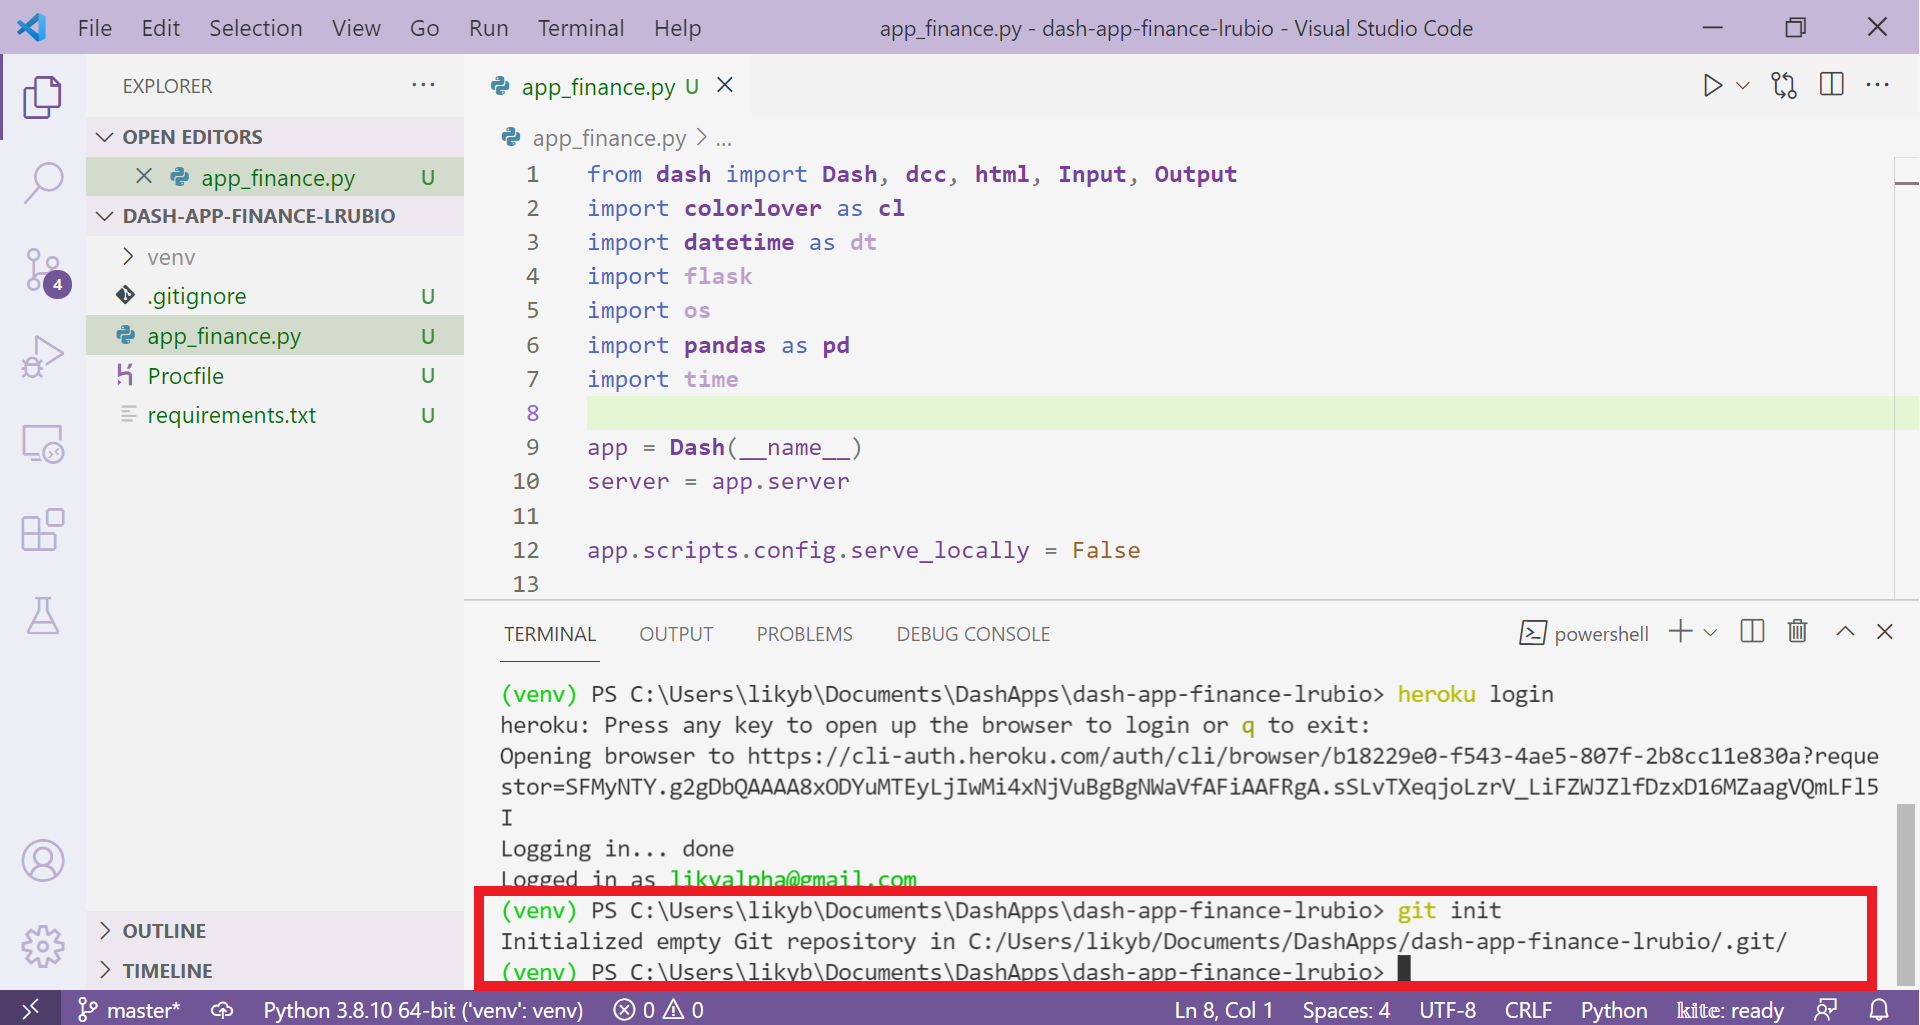 File Edit Selection View Go Run Terminal Help app_finance.py - dash-app-finance-lrubio - Visual Studio Code
EXPLORER
OPEN EDITORS
app_finance.py U
DASH-APP-FINANCE-LRUBIO
venv
.gitignore U
app_finance.py U
Procfile U
requirements.txt U
4
OUTLINE
TIMELINE
app_finance.py U
app_finance.py > ...
1 from dash import Dash, dcc, html, Input, Output
2 import colorlover as cl
3 import datetime as dt
4 import flask
5 import os
6 import pandas as pd
7 import time
8
9 app = Dash(__name__)
10 server = app.server
11
12 app.scripts.config.serve_locally = False
13
TERMINAL OUTPUT PROBLEMS DEBUG CONSOLE powershell
(venv) PS C:\Users\likyb\Documents\DashApps\dash-app-finance-lrubio> heroku login
heroku: Press any key to open up the browser to login or q to exit:
Opening browser to https://cli-auth.heroku.com/auth/cli/browser/b18229e0-f543-4ae5-807f-2b8cc11e830a?reque
stor=SFMyNTY.g2gDbQAAAA8xODYuMTEyLjIwMi4xNjVuBgBgNWaVfAFiAAFRgA.sSLvTXeqjoLzrV_LiFZWJZlfDzxD16MZaagVQmLFl5
I
Logging in... done
Logged in as likyalpha@gmail.com
(venv) PS C:\Users\likyb\Documents\DashApps\dash-app-finance-lrubio> git init
Initialized empty Git repository in C:/Users/likyb/Documents/DashApps/dash-app-finance-lrubio/.git/
(venv) PS C:\Users\likyb\Documents\DashApps\dash-app-finance-lrubio>
master* Python 3.8.10 64-bit ('venv': venv) 0 0 Ln 8, Col 1 Spaces: 4 UTF-8 CRLF Python kite: ready